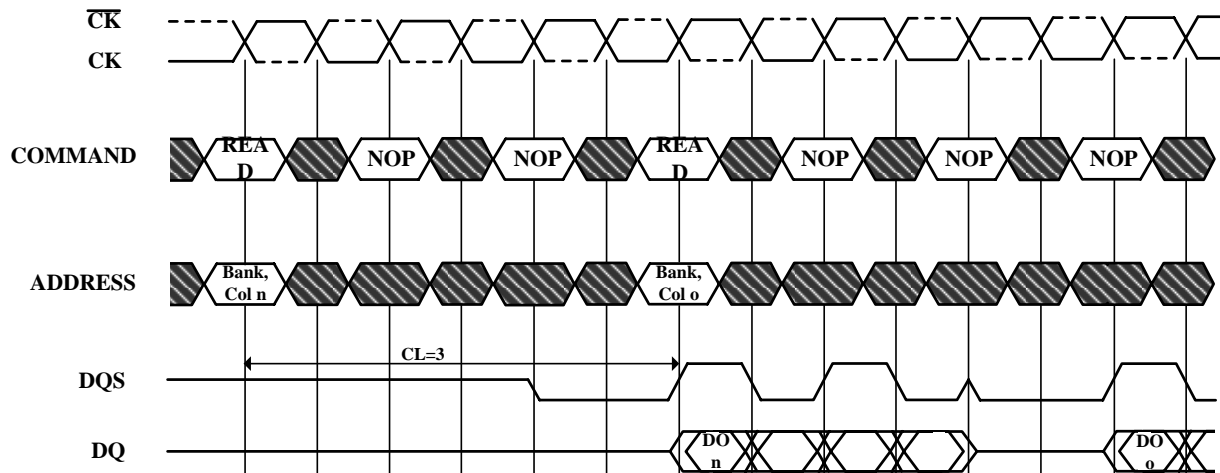 CK
CK
COMMAND
REA
D
NOP
NOP
REA
D
NOP
NOP
NOP
ADDRESS
Bank,
Col n
Bank,
Col o
CL=3
DQS
DQ
DO
n
DO
o